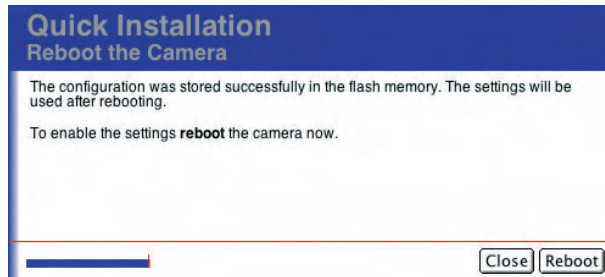 Quick Installation
Reboot the Camera
The configuration was stored successfully in the flash memory. The settings will be
used after rebooting.
To enable the settings reboot the camera now.
Close Reboot